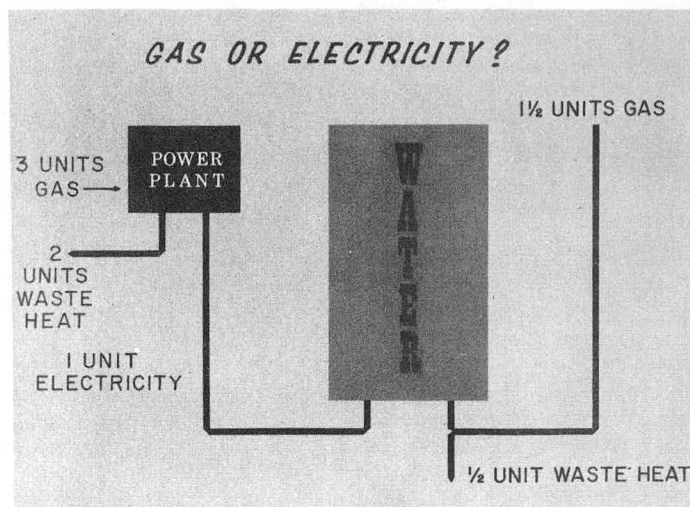 GAS OR ELECTRICITY?
1½ UNITS GAS
POWER
PLANT
3 UNITS
GAS
2
UNITS
WASTE
HEAT
1 UNIT
ELECTRICITY
WATER
½ UNIT WASTE HEAT